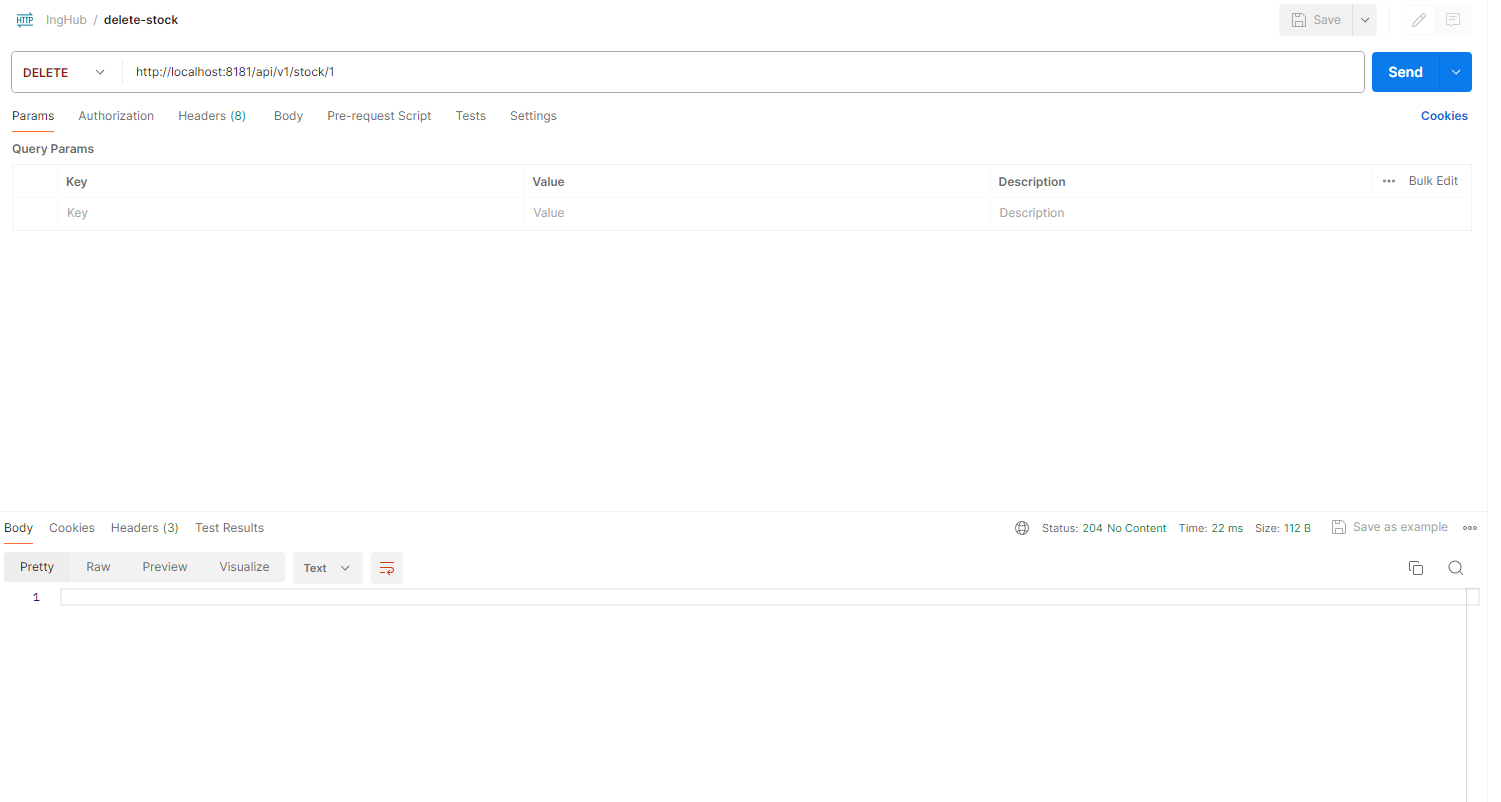 HTTP IngHub / delete-stock Save
DELETE http://localhost:8181/api/v1/stock/1 Send
Params Authorization Headers (8) Body Pre-request Script Tests Settings Cookies
Query Params
Key Value Description Bulk Edit
Key Value Description
Body Cookies Headers (3) Test Results Status: 204 No Content Time: 22 ms Size: 112 B Save as example
Pretty Raw Preview Visualize Text
1